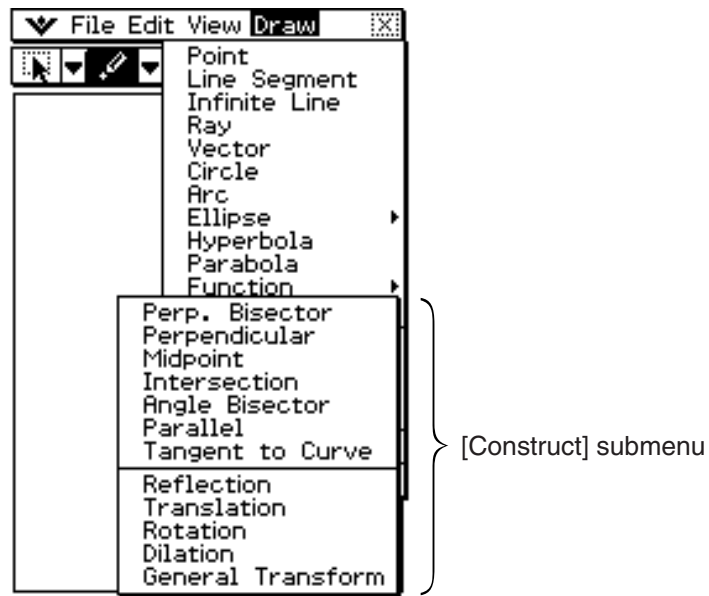 File Edit View Draw
Point
Line Segment
Infinite Line
Ray
Vector
Circle
Arc
Ellipse
Hyperbola
Parabola
Function
Perp. Bisector
Perpendicular
Midpoint
Intersection
Angle Bisector
Parallel
Tangent to Curve
Reflection
Translation
Rotation
Dilation
General Transform
[Construct] submenu